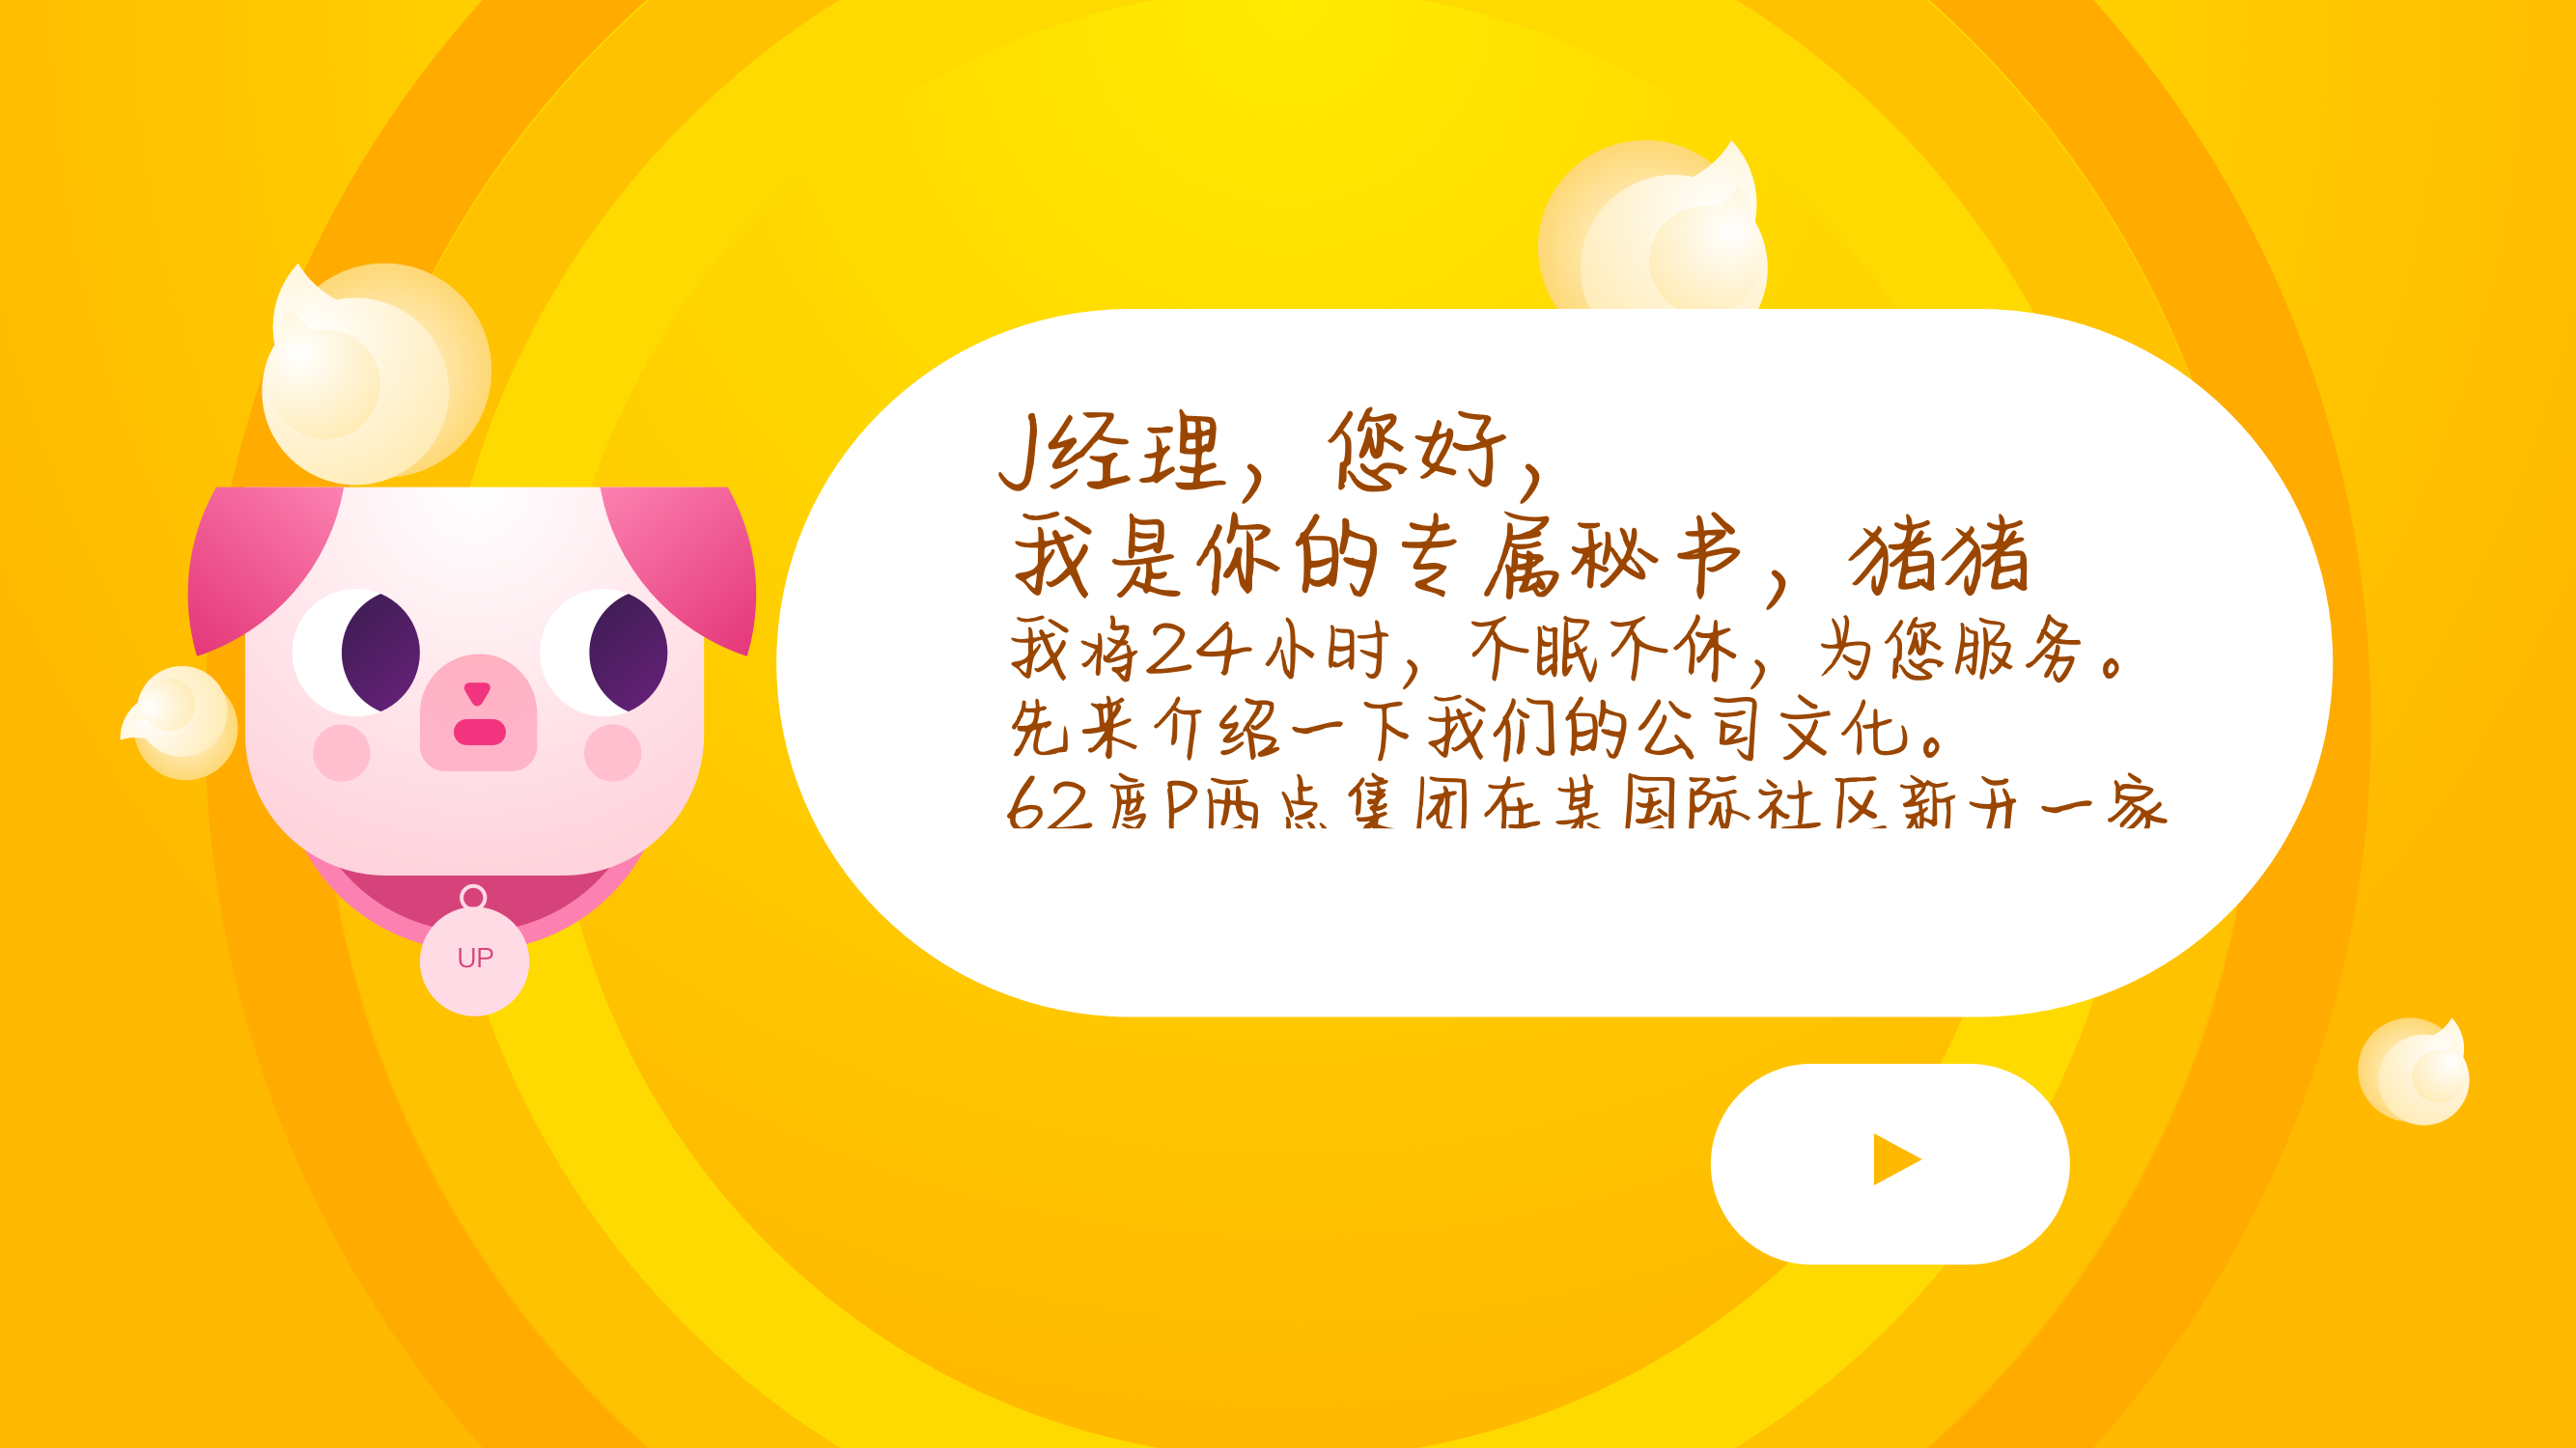 J经理，您好，
我是你的专属秘书，猪猪
我将24小时，不眠不休，为您服务。
先来介绍一下我们的公司文化。
62度P西点集团在某国际社区新开一家
UP